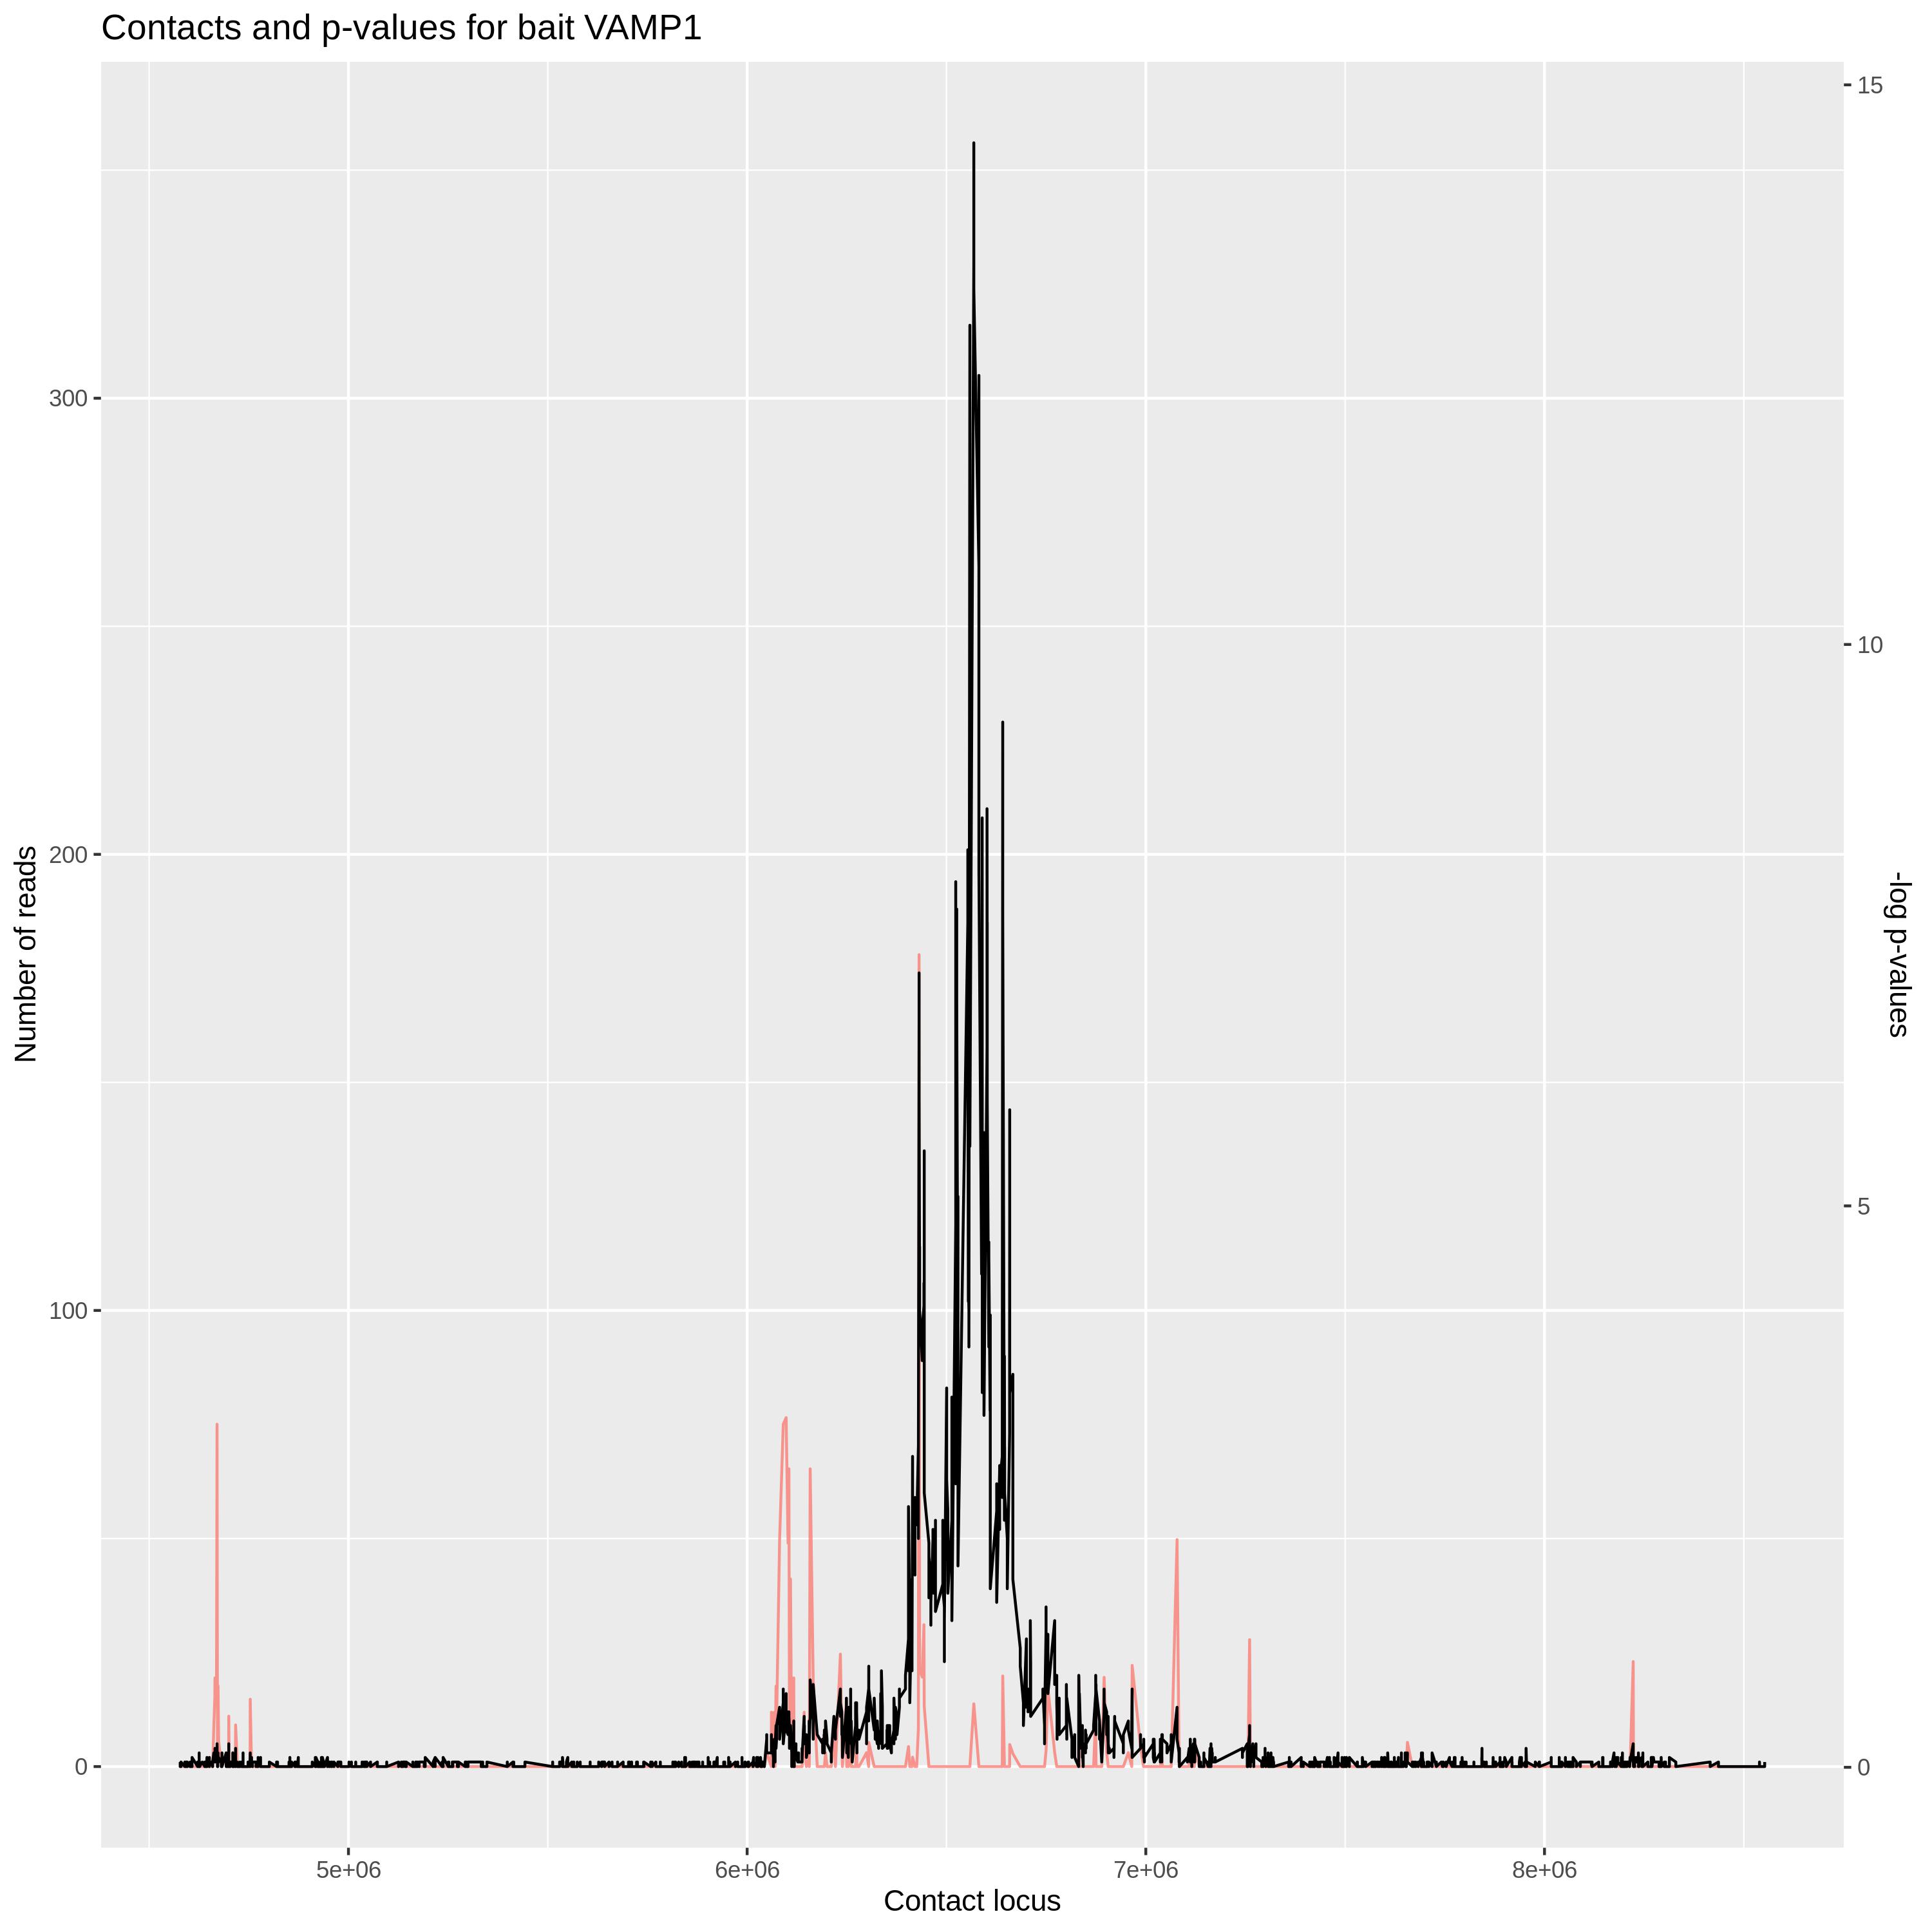 Contacts and p-values for bait VAMP1
15
300
10
Number of reads
200
-log p-values
5
100
0
0
5e+06
6e+06
7e+06
8e+06
Contact locus